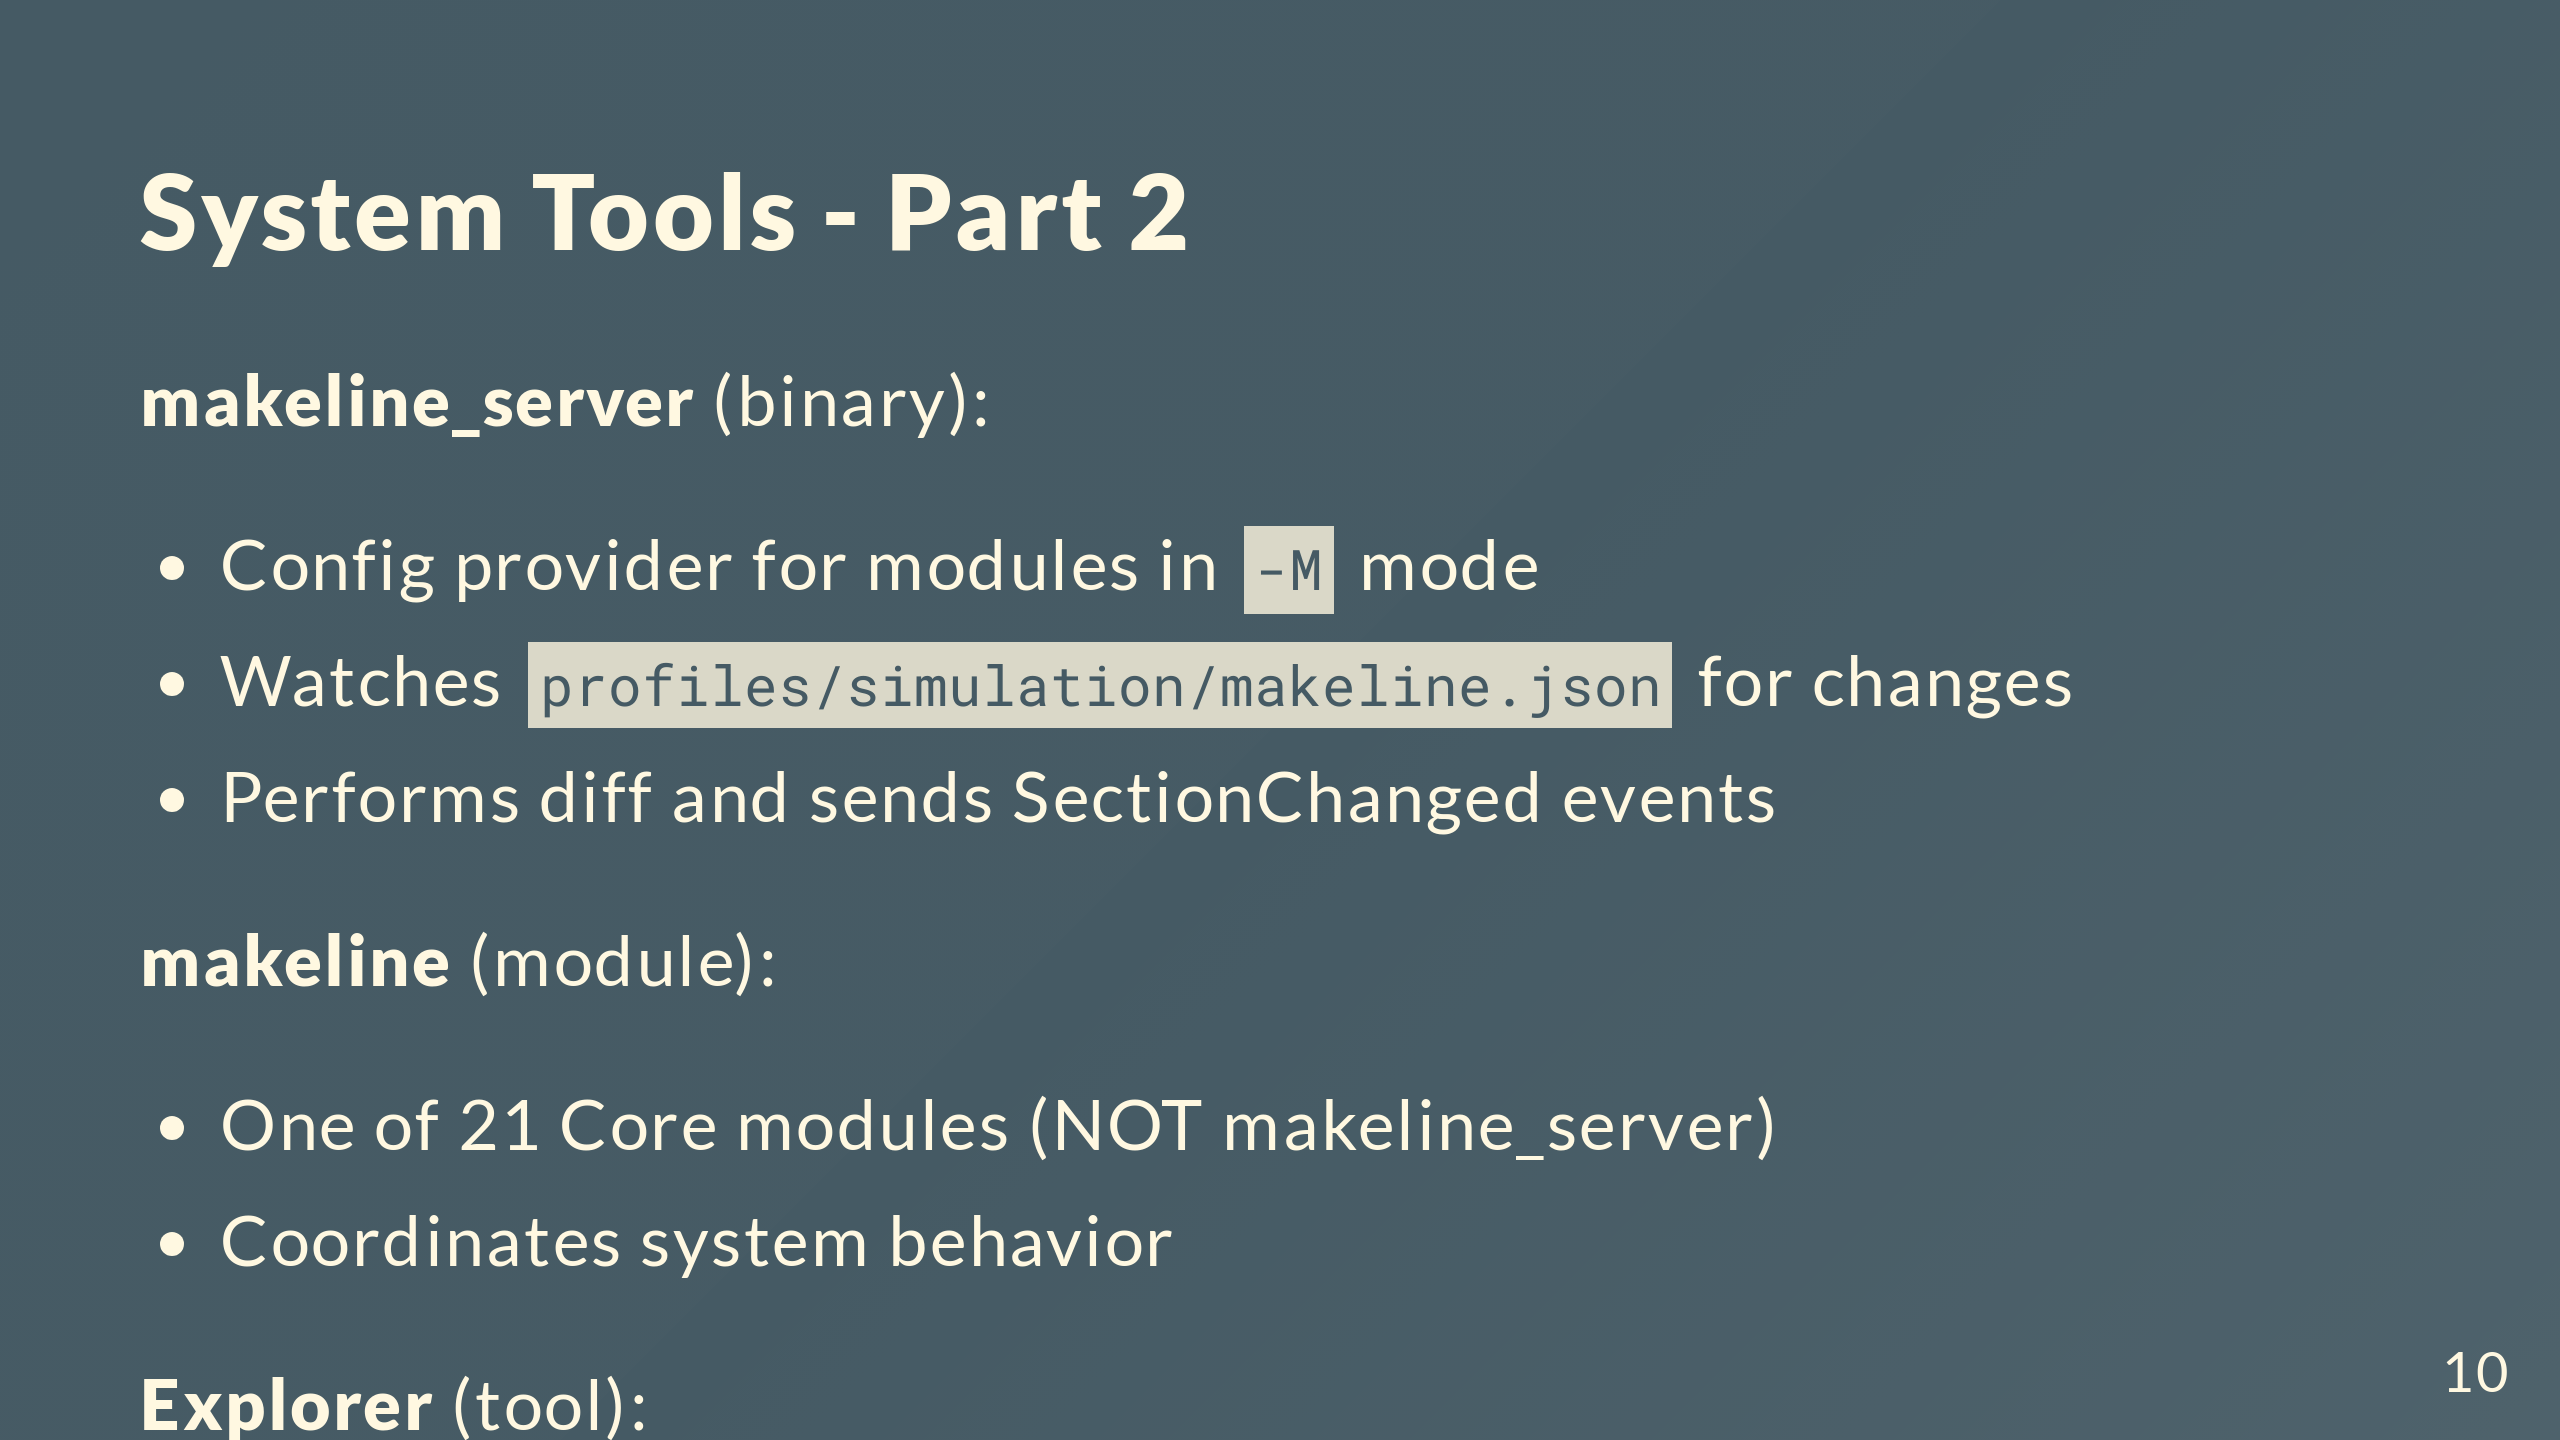 System Tools - Part 2
makeline_server (binary):
• Config provider for modules in -M mode
• Watches profiles/simulation/makeline.json for changes
• Performs diff and sends SectionChanged events
makeline (module):
• One of 21 Core modules (NOT makeline_server)
• Coordinates system behavior
Explorer (tool):
10